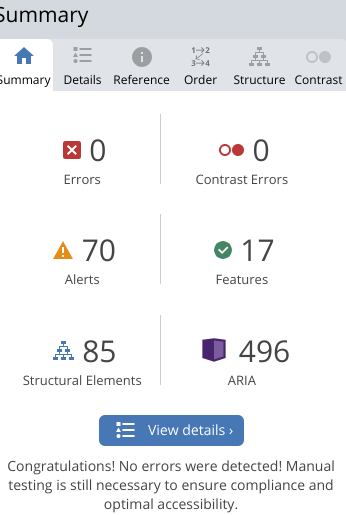 Summary
Summary Details Reference Order Structure Contrast
0 0
Errors Contrast Errors
70 17
Alerts Features
85 496
Structural Elements ARIA
View details ›
Congratulations! No errors were detected! Manual
testing is still necessary to ensure compliance and
optimal accessibility.